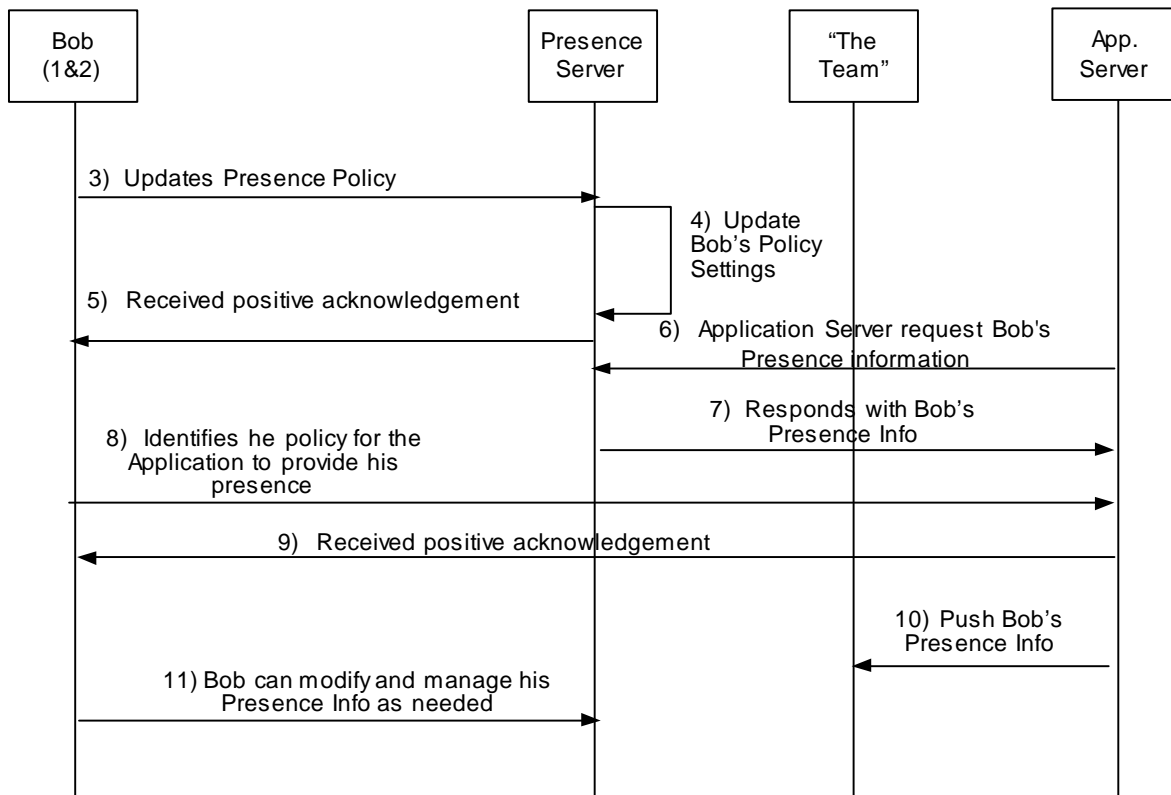 Bob
(1&2)
Presence
Server
“The
Team”
App.
Server
3) Updates Presence Policy
4) Update
Bob’s Policy
Settings
5) Received positive acknowledgement
6) Application Server request Bob's
Presence information
7) Responds with Bob’s
Presence Info
8) Identifies he policy for the
Application to provide his
presence
9) Received positive acknowledgement
10) Push Bob’s
Presence Info
11) Bob can modify and manage his
Presence Info as needed